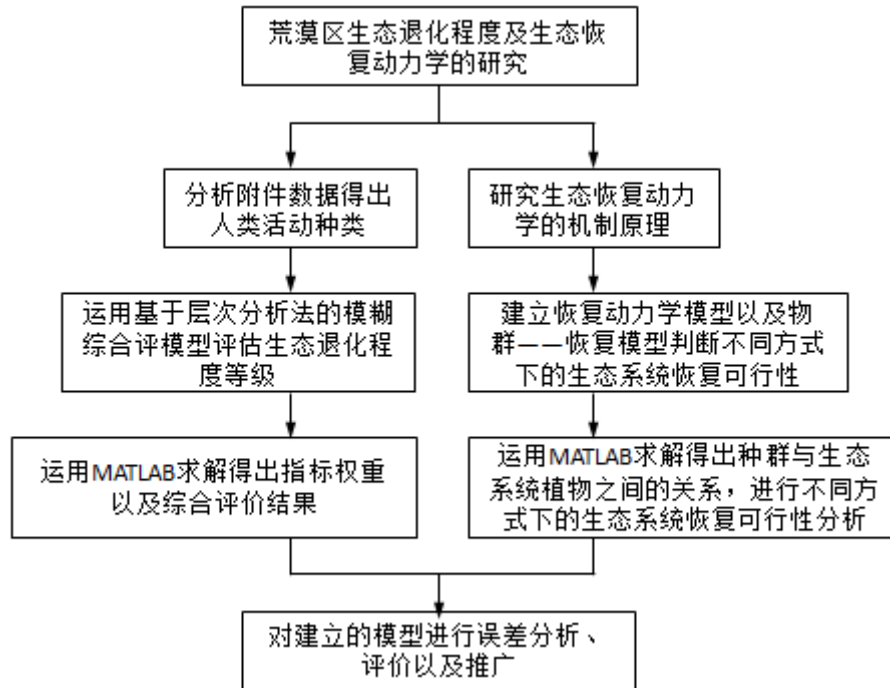 荒漠区生态退化程度及生态恢
复动力学的研究
分析附件数据得出
人类活动种类
研究生态恢复动力
学的机制原理
运用基于层次分析法的模糊
综合评模型评估生态退化程
度等级
建立恢复动力学模型以及物
群——恢复模型判断不同方式
下的生态系统恢复可行性
运用MATLAB求解得出指标权重
以及综合评价结果
运用MATLAB求解得出种群与生态
系统植物之间的关系，进行不同方
式下的生态系统恢复可行性分析
对建立的模型进行误差分析、
评价以及推广